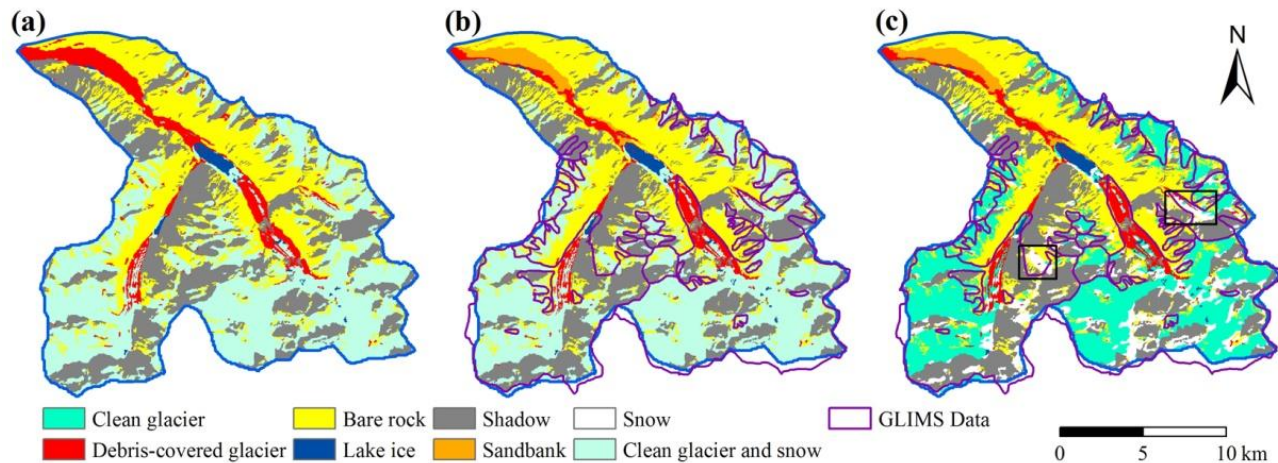 (a) (b) (c) N
Clean glacier Bare rock Shadow Snow GLIMS Data
Debris-covered glacier Lake ice Sandbank Clean glacier and snow
0 5 10 km